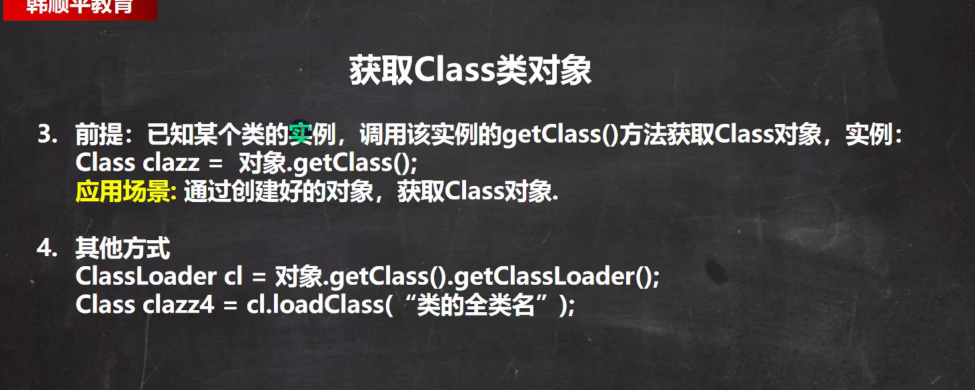 韩顺平教育
获取Class类对象
3. 前提：已知某个类的实例，调用该实例的getClass()方法获取Class对象，实例：
Class clazz = 对象.getClass();
应用场景: 通过创建好的对象，获取Class对象.
4. 其他方式
ClassLoader cl = 对象.getClass().getClassLoader();
Class clazz4 = cl.loadClass(“类的全类名”);